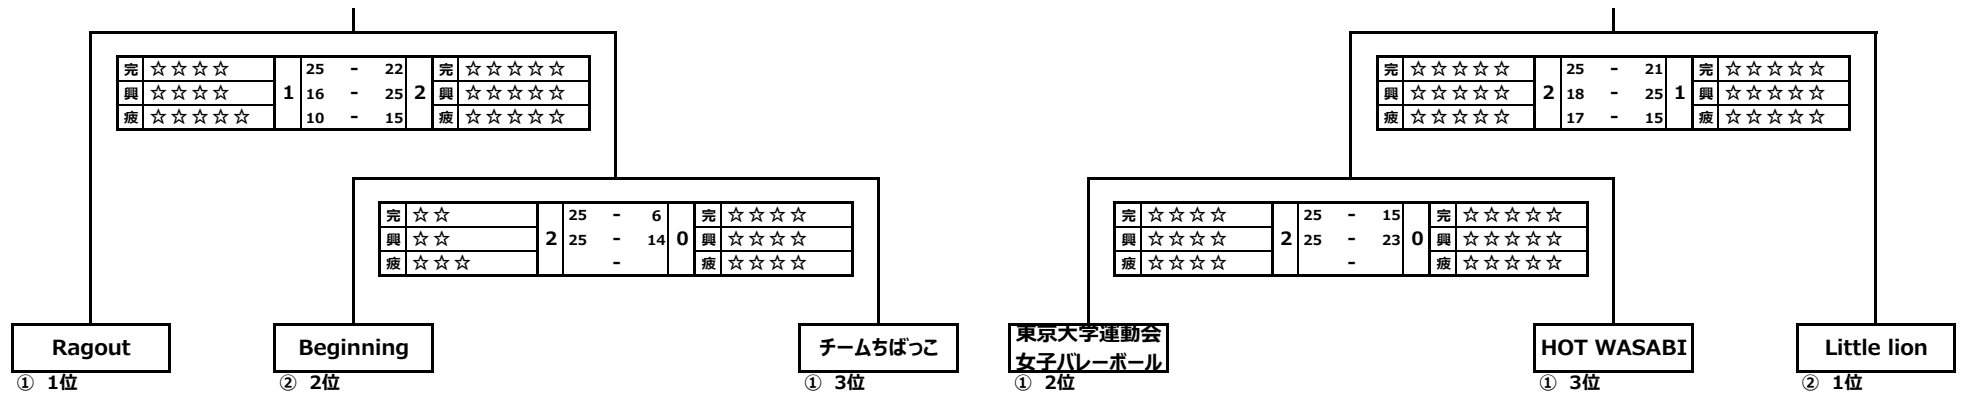 完 ☆☆☆☆ 25 - 22 完 ☆☆☆☆☆
興 ☆☆☆☆ 1 16 - 25 2 興 ☆☆☆☆☆
疲 ☆☆☆☆☆ 10 - 15 疲 ☆☆☆☆☆
完 ☆☆☆☆☆ 25 - 21 完 ☆☆☆☆☆
興 ☆☆☆☆☆ 2 18 - 25 1 興 ☆☆☆☆☆
疲 ☆☆☆☆☆ 17 - 15 疲 ☆☆☆☆☆
完 ☆☆ 25 - 6 完 ☆☆☆☆
興 ☆☆ 2 25 - 14 0 興 ☆☆☆☆
疲 ☆☆☆ - 疲 ☆☆☆☆
完 ☆☆☆☆ 25 - 15 完 ☆☆☆☆☆
興 ☆☆☆☆ 2 25 - 23 0 興 ☆☆☆☆☆
疲 ☆☆☆☆ - 疲 ☆☆☆☆☆
Ragout
① 1位
Beginning
② 2位
チームちばっこ
① 3位
東京大学運動会
女子バレーボール
① 2位
HOT WASABI
① 3位
Little lion
② 1位